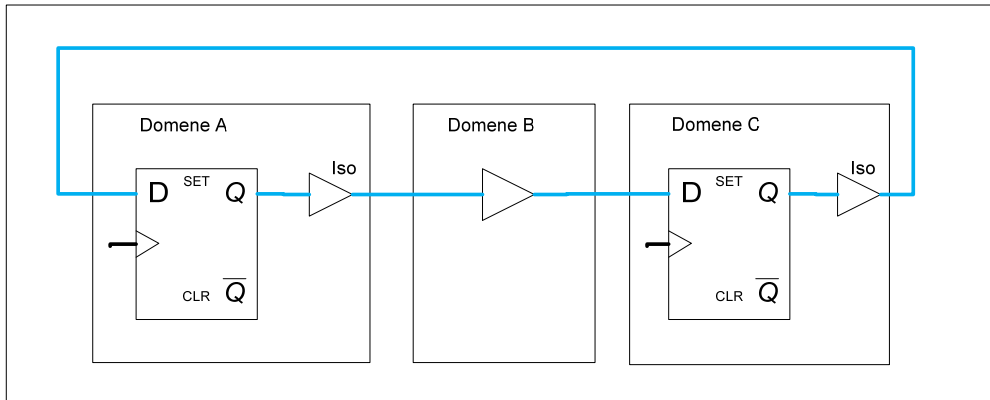 Domene A
Domene B
Domene C
Iso
Iso
D SET Q
D SET Q
CLR Q̅
CLR Q̅